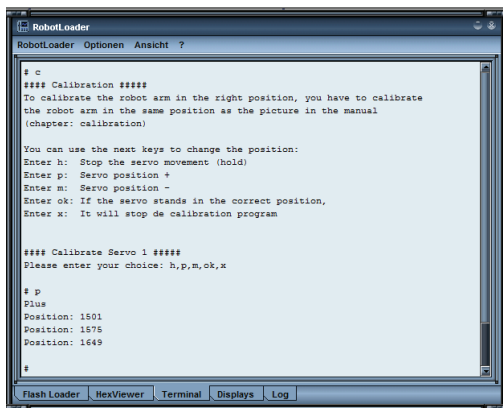 RobotLoader
RobotLoader Optionen Ansicht ?
# c
#### Calibration #####
To calibrate the robot arm in the right position, you have to calibrate
the robot arm in the same position as the picture in the manual
(chapter: calibration)
You can use the next keys to change the position:
Enter h: Stop the servo movement (hold)
Enter p: Servo position +
Enter m: Servo position -
Enter ok: If the servo stands in the correct position,
Enter x: It will stop de calibration program
#### Calibrate Servo 1 #####
Please enter your choice: h,p,m,ok,x
# p
Plus
Position: 1501
Position: 1575
Position: 1649
#
Flash Loader HexViewer Terminal Displays Log